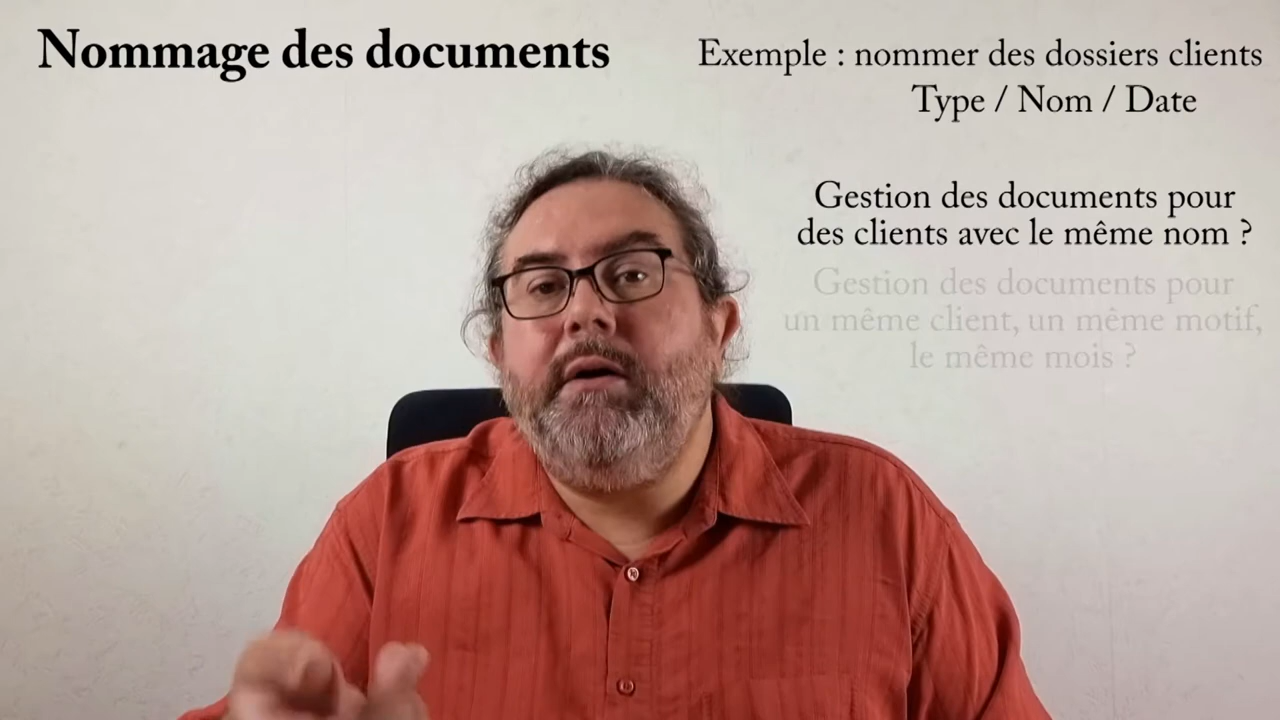 Nommage des documents
Exemple : nommer des dossiers clients
Type / Nom / Date
Gestion des documents pour
des clients avec le même nom ?
Gestion des documents pour
un même client, un même motif,
le même mois ?